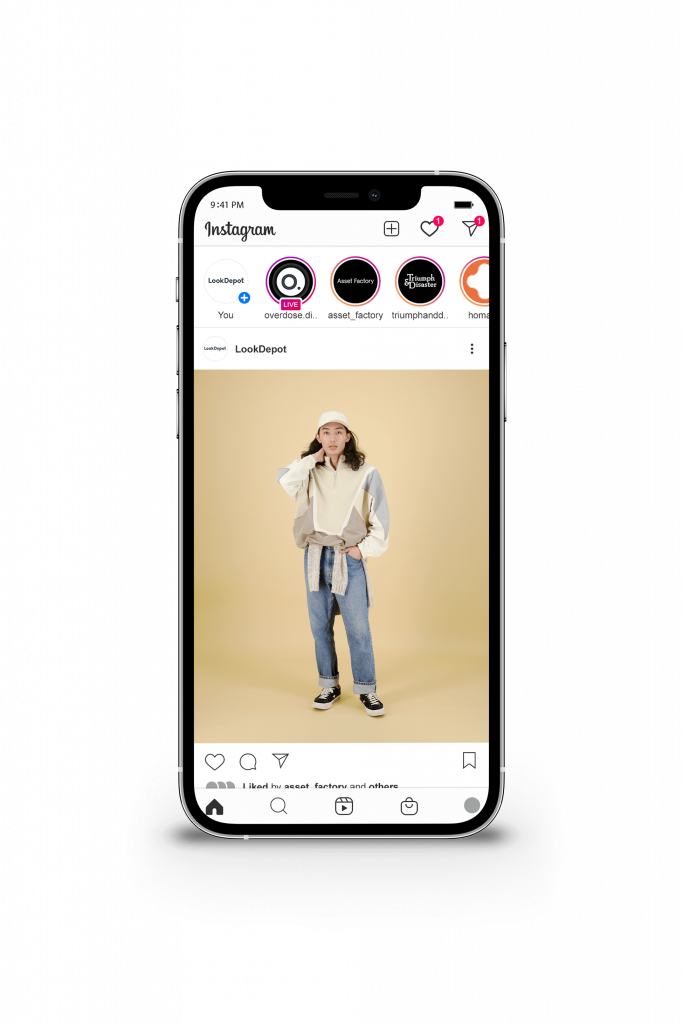 9:41 PM
Instagram
1
1
LookDepot
Asset Factory
Triumph
& Disaster
LIVE
You
overdose.di..
asset_factory
triumphandd..
homa
LookDepot
LookDepot
Liked by asset_factory and others